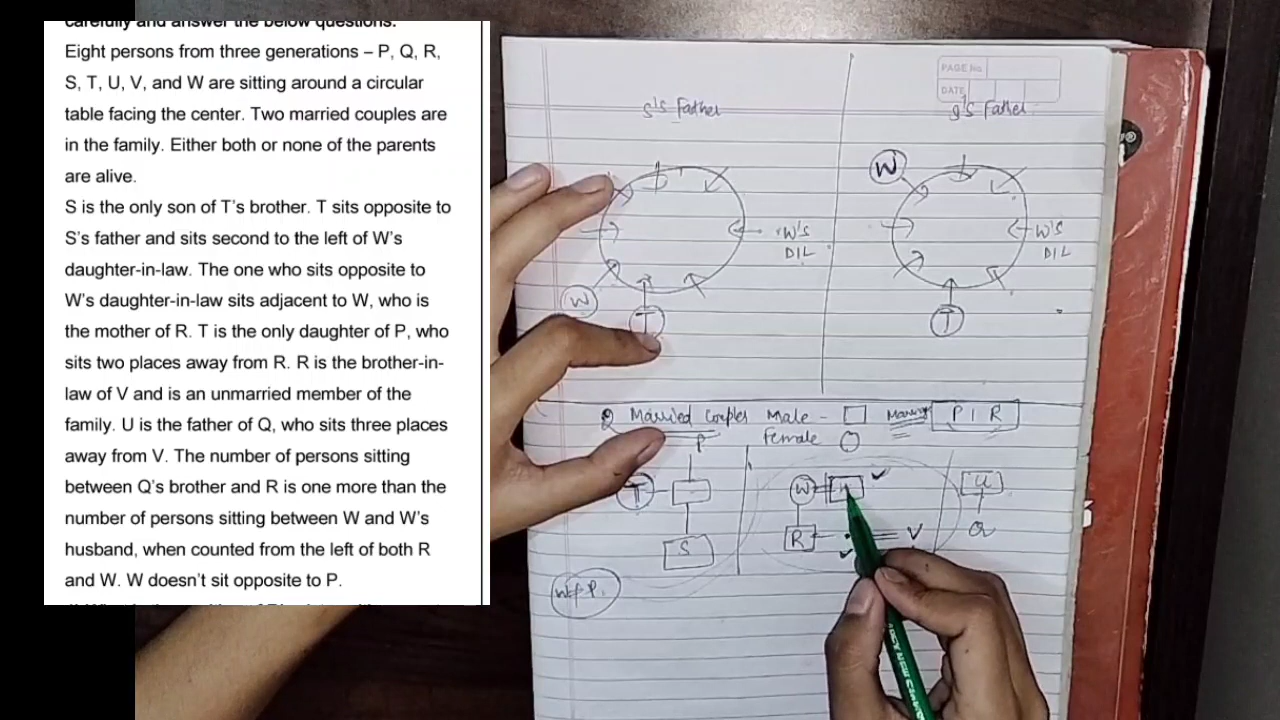 carefully and answer the below questions.
Eight persons from three generations – P, Q, R,
S, T, U, V, and W are sitting around a circular
table facing the center. Two married couples are
in the family. Either both or none of the parents
are alive.
S is the only son of T's brother. T sits opposite to
S's father and sits second to the left of W's
daughter-in-law. The one who sits opposite to
W's daughter-in-law sits adjacent to W, who is
the mother of R. T is the only daughter of P, who
sits two places away from R. R is the brother-in-
law of V and is an unmarried member of the
family. U is the father of Q, who sits three places
away from V. The number of persons sitting
between Q's brother and R is one more than the
number of persons sitting between W and W's
husband, when counted from the left of both R
and W. W doesn't sit opposite to P.
PAGE No.
DATE
S's Father
S's Father
W
W's
DIL
W's
DIL
W
T
T
Married Couples Male -
P | R
Female
P
T
W
U
S
R
V
Q
W ≠ P.